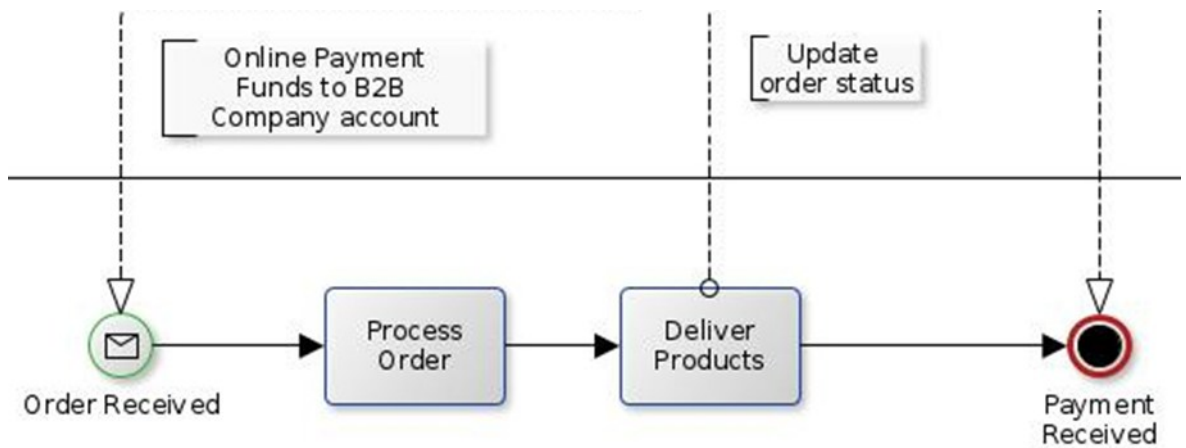 Online Payment
Funds to B2B
Company account
Update
order status
Process
Order
Deliver
Products
Order Received
Payment
Received